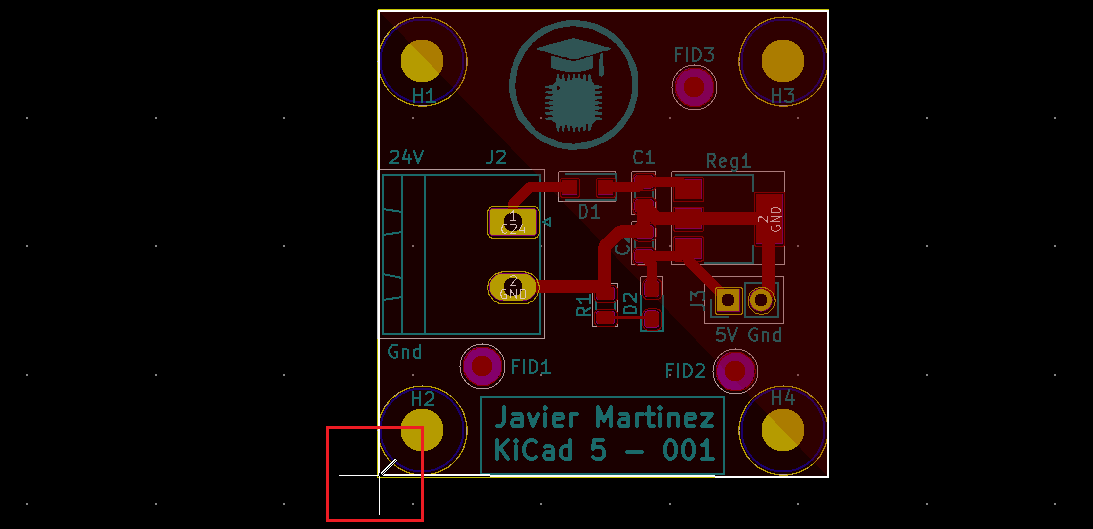 FID3
H1
H3
24V
J2
C1
Reg1
D1
1
2
GND
C2
2
GND
R1
D2
J3
5V Gnd
Gnd
FID1
FID2
H2
H4
Javier Martinez
KiCad 5 - 001